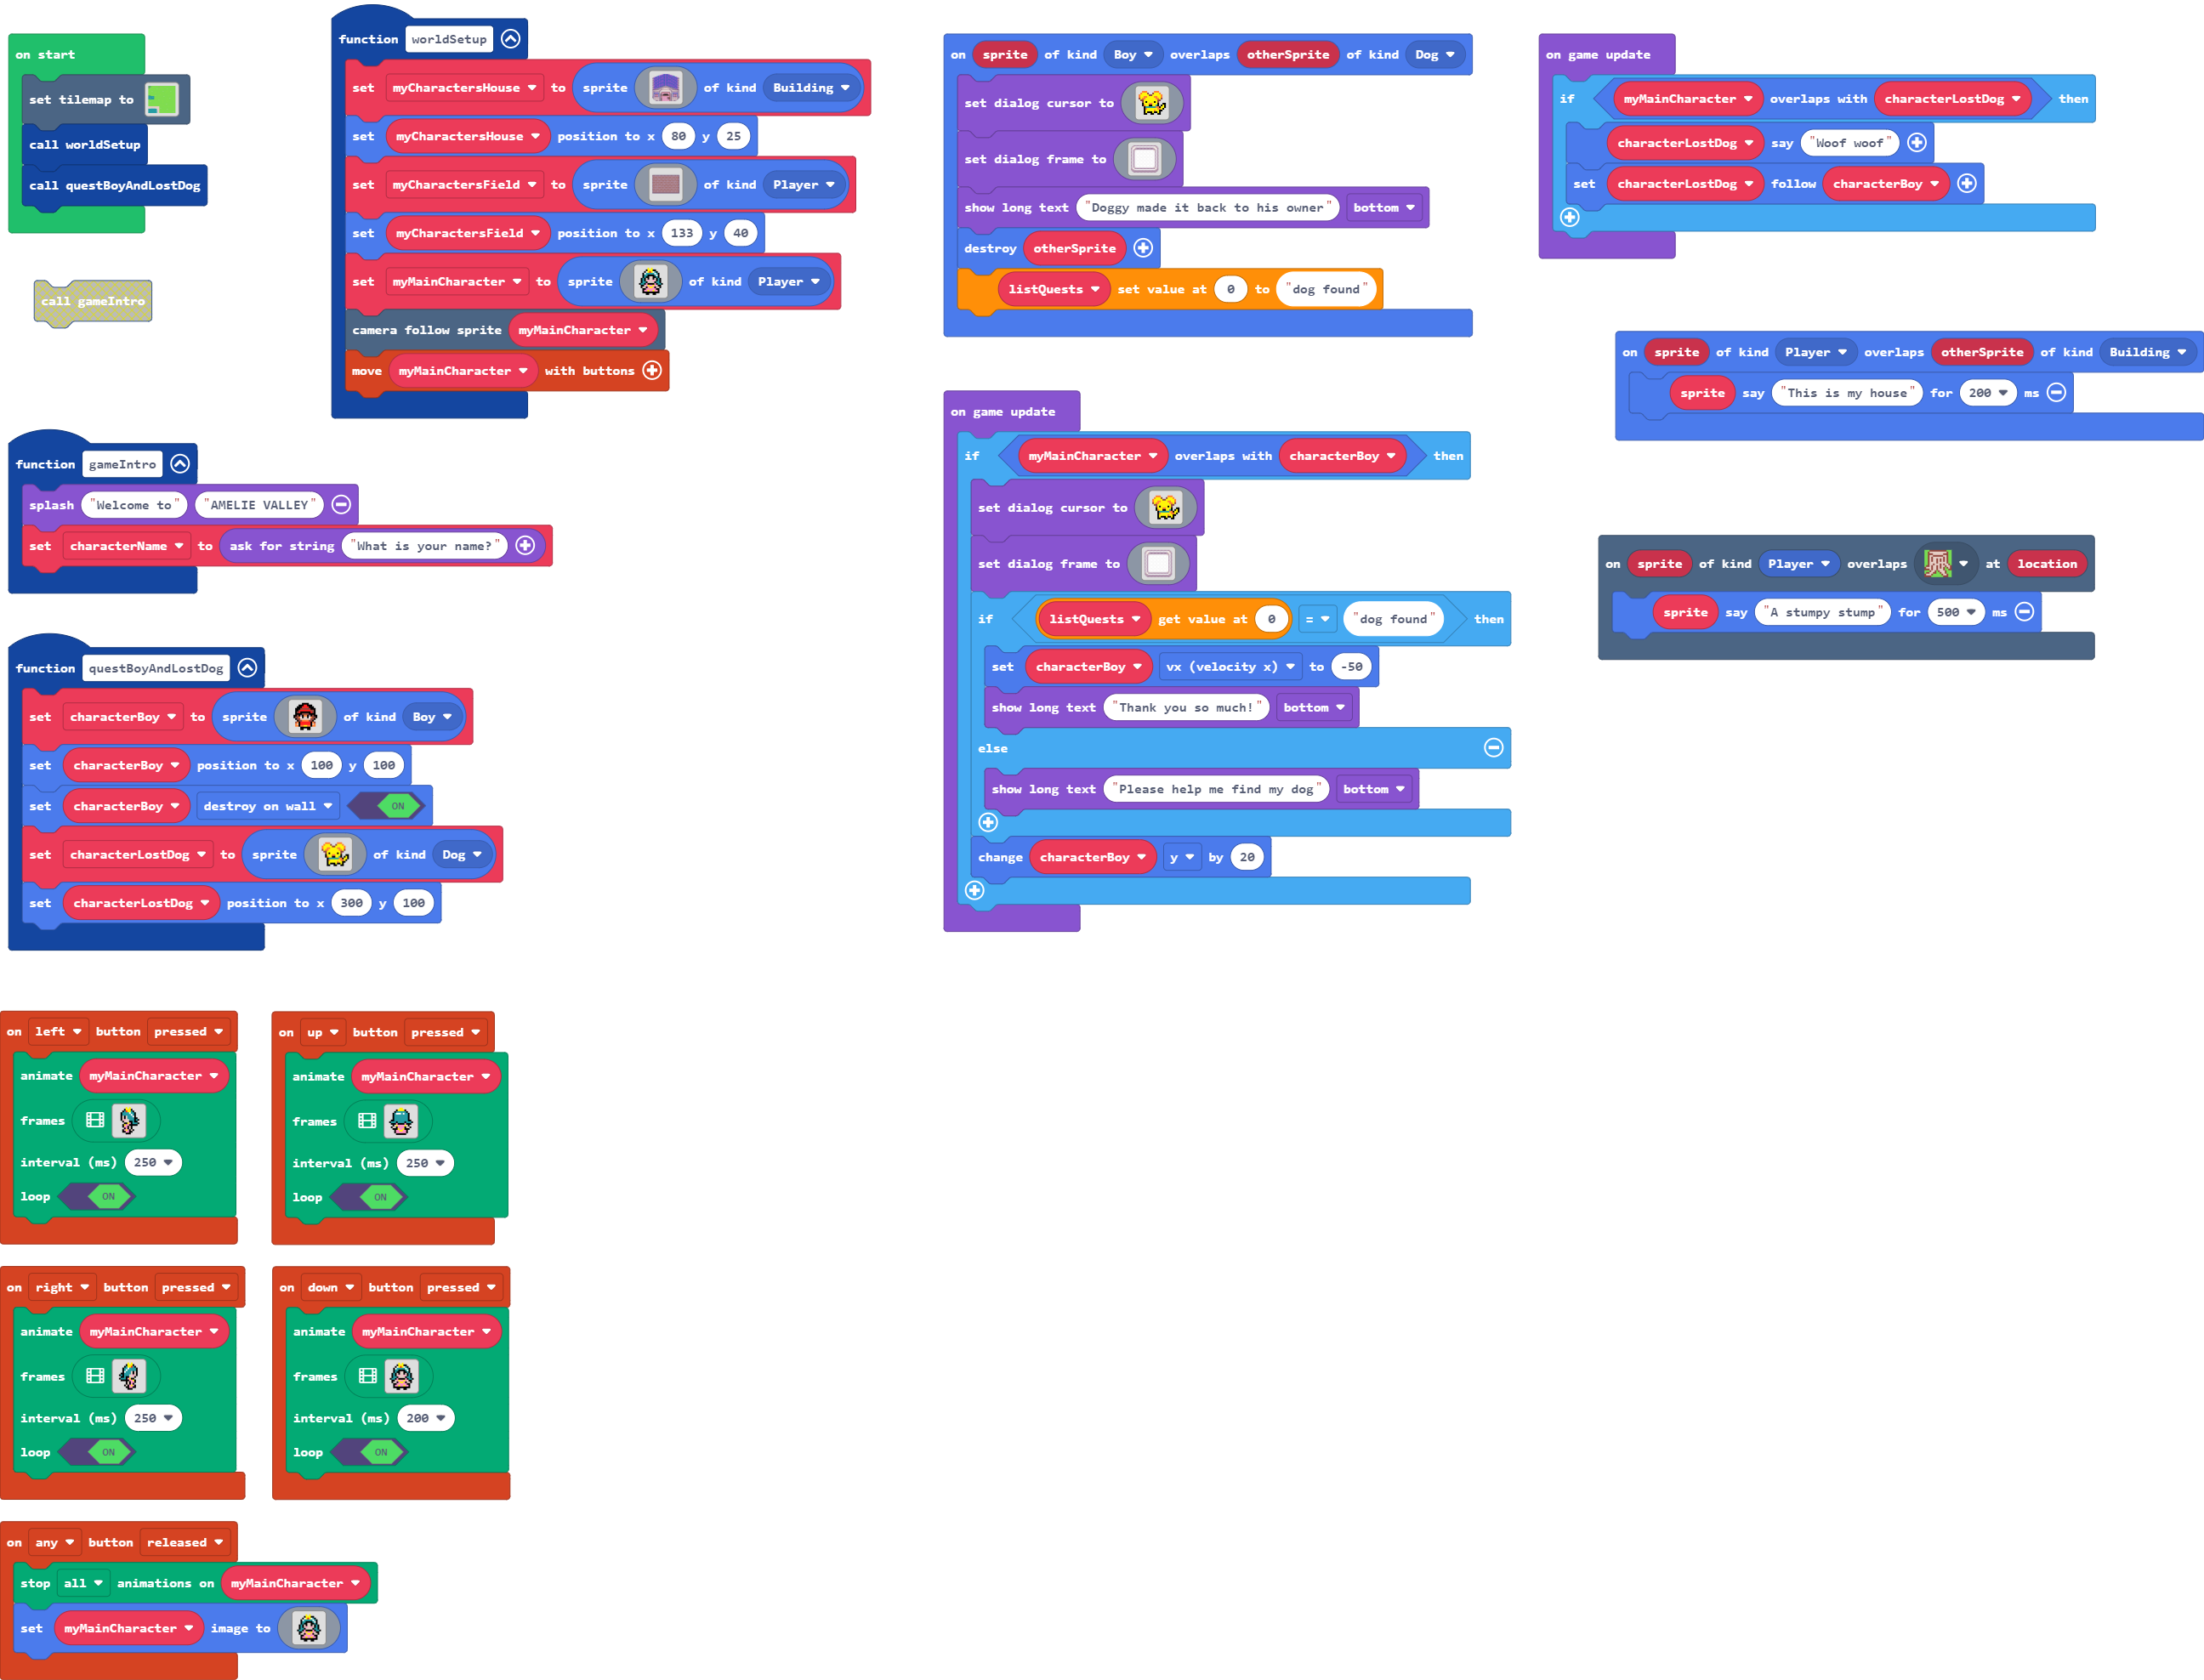 on start
set tilemap to
call worldSetup
call questBoyAndLostDog
call gameIntro
function worldSetup
set myCharactersHouse to sprite of kind Building
set myCharactersHouse position to x 80 y 25
set myCharactersField to sprite of kind Player
set myCharactersField position to x 133 y 40
set myMainCharacter to sprite of kind Player
camera follow sprite myMainCharacter
move myMainCharacter with buttons
function gameIntro
splash "Welcome to" "AMELIE VALLEY"
set characterName to ask for string "What is your name?"
function questBoyAndLostDog
set characterBoy to sprite of kind Boy
set characterBoy position to x 100 y 100
set characterBoy destroy on wall ON
set characterLostDog to sprite of kind Dog
set characterLostDog position to x 300 y 100
on left button pressed
animate myMainCharacter
frames
interval (ms) 250
loop ON
on up button pressed
animate myMainCharacter
frames
interval (ms) 250
loop ON
on right button pressed
animate myMainCharacter
frames
interval (ms) 250
loop ON
on down button pressed
animate myMainCharacter
frames
interval (ms) 200
loop ON
on any button released
stop all animations on myMainCharacter
set myMainCharacter image to
on sprite of kind Boy overlaps otherSprite of kind Dog
set dialog cursor to
set dialog frame to
show long text "Doggy made it back to his owner" bottom
destroy otherSprite
listQuests set value at 0 to "dog found"
on game update
if myMainCharacter overlaps with characterBoy then
set dialog cursor to
set dialog frame to
if listQuests get value at 0 = "dog found" then
set characterBoy vx (velocity x) to -50
show long text "Thank you so much!" bottom
else
show long text "Please help me find my dog" bottom
change characterBoy y by 20
on game update
if myMainCharacter overlaps with characterLostDog then
characterLostDog say "Woof woof"
set characterLostDog follow characterBoy
on sprite of kind Player overlaps otherSprite of kind Building
sprite say "This is my house" for 200 ms
on sprite of kind Player overlaps at location
sprite say "A stumpy stump" for 500 ms